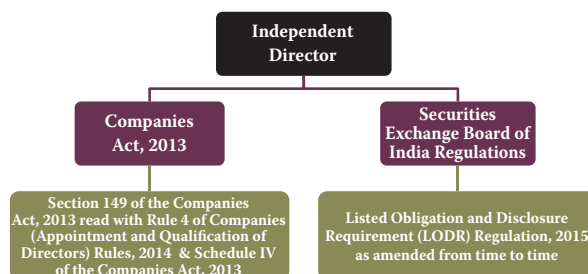 Independent
Director
Companies
Act, 2013
Securities
Exchange Board of
India Regulations
Section 149 of the Companies
Act, 2013 read with Rule 4 of Companies
(Appointment and Qualification of
Directors) Rules, 2014 & Schedule IV
of the Companies Act, 2013
Listed Obligation and Disclosure
Requirement (LODR) Regulation, 2015
as amended from time to time